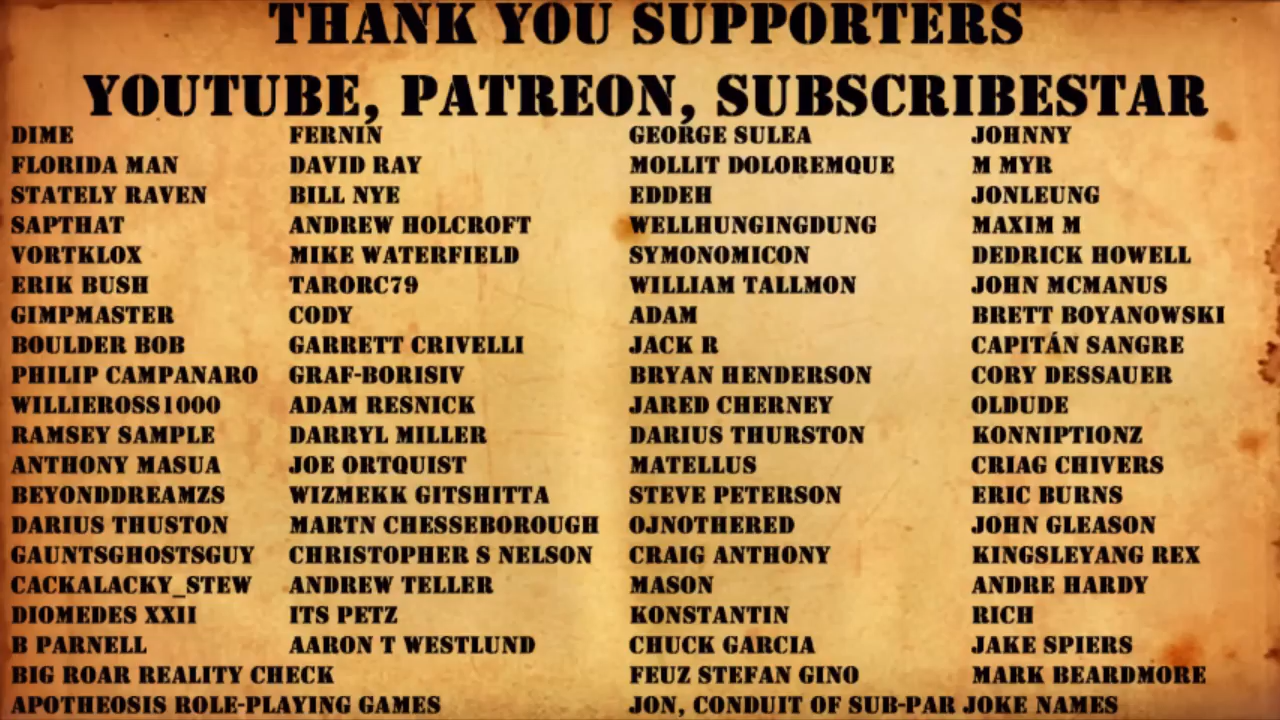 THANK YOU SUPPORTERS
YOUTUBE, PATREON, SUBSCRIBESTAR
DIME FERNIN GEORGE SULEA JOHNNY
FLORIDA MAN DAVID RAY MOLLIT DOLOREMQUE M MYR
STATELY RAVEN BILL NYE EDDEH JONLEUNG
SAPTHAT ANDREW HOLCROFT WELLHUNGINGDUNG MAXIM M
VORTKLOX MIKE WATERFIELD SYMONOMICON DEDRICK HOWELL
ERIK BUSH TARORC79 WILLIAM TALLMON JOHN MCMANUS
GIMPMASTER CODY ADAM BRETT BOYANOWSKI
BOULDER BOB GARRETT CRIVELLI JACK R CAPITÁN SANGRE
PHILIP CAMPANARO GRAF-BORISIV BRYAN HENDERSON CORY DESSAUER
WILLIEROSS1000 ADAM RESNICK JARED CHERNEY OLDUDE
RAMSEY SAMPLE DARRYL MILLER DARIUS THURSTON KONNIPTIONZ
ANTHONY MASUA JOE ORTQUIST MATELLUS CRIAG CHIVERS
BEYONDDREAMZS WIZMEKK GITSHITTA STEVE PETERSON ERIC BURNS
DARIUS THUSTON MARTN CHESSEBOROUGH OJNOTHERED JOHN GLEASON
GAUNTSGHOSTSGUY CHRISTOPHER S NELSON CRAIG ANTHONY KINGSLEYANG REX
CACKALACKY_STEW ANDREW TELLER MASON ANDRE HARDY
DIOMEDES XXII ITS PETZ KONSTANTIN RICH
B PARNELL AARON T WESTLUND CHUCK GARCIA JAKE SPIERS
BIG ROAR REALITY CHECK FEUZ STEFAN GINO MARK BEARDMORE
APOTHEOSIS ROLE-PLAYING GAMES JON, CONDUIT OF SUB-PAR JOKE NAMES